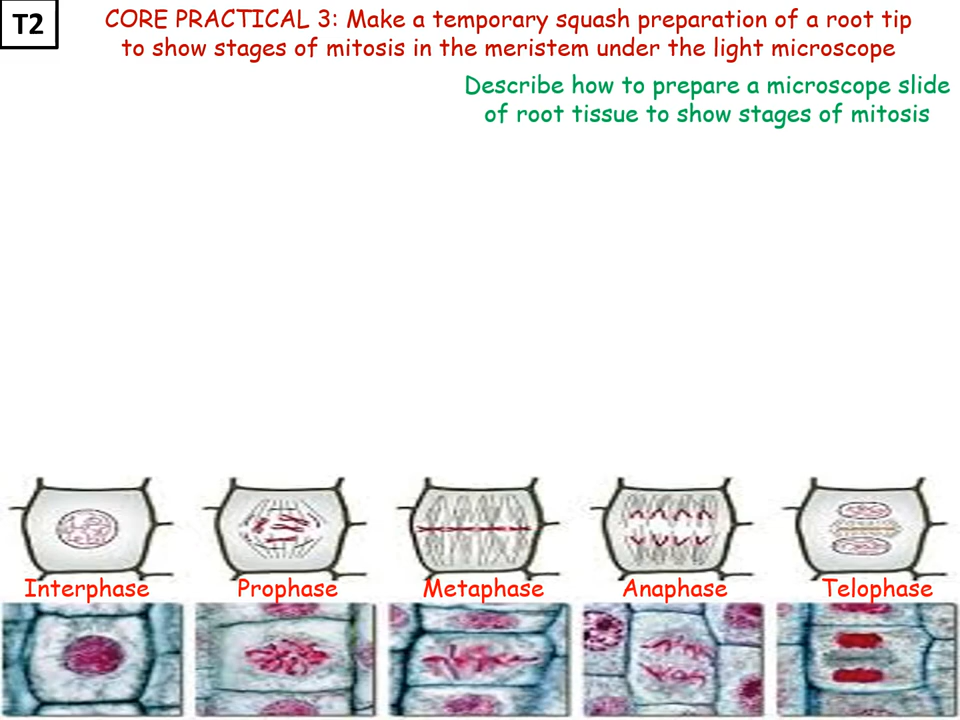 T2
CORE PRACTICAL 3: Make a temporary squash preparation of a root tip
to show stages of mitosis in the meristem under the light microscope
Describe how to prepare a microscope slide
of root tissue to show stages of mitosis
Interphase
Prophase
Metaphase
Anaphase
Telophase